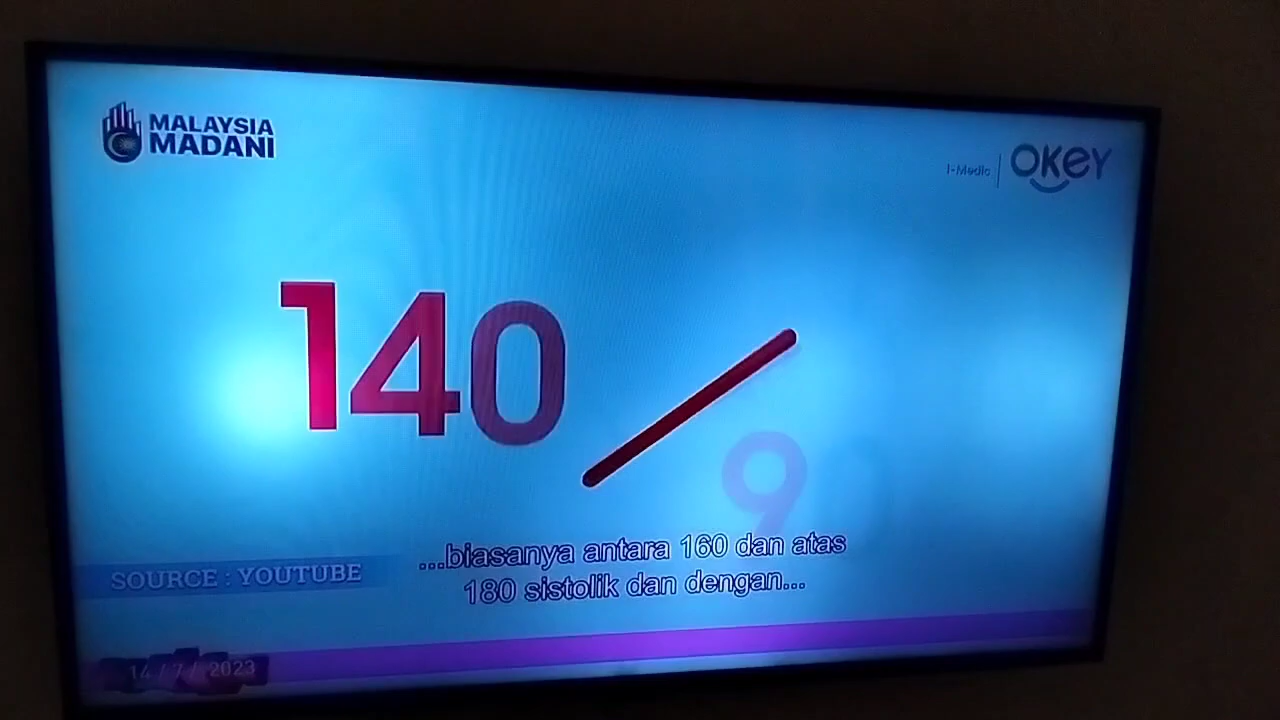 MALAYSIA
MADANI
I-Medic
OKEY
140
9
...biasanya antara 160 dan atas
180 sistolik dan dengan...
SOURCE : YOUTUBE
14 / 7 / 2023